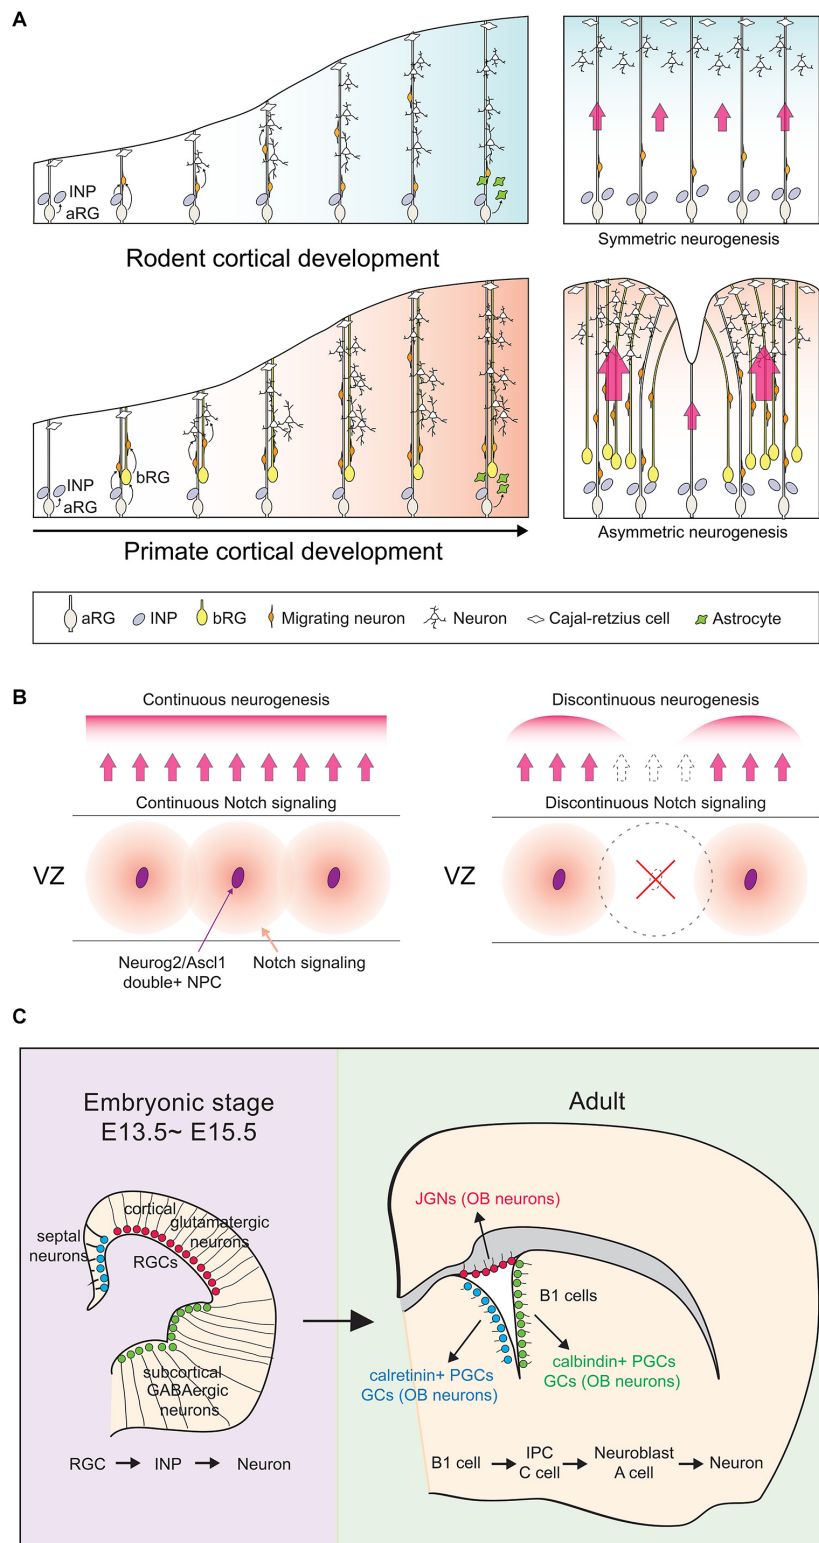 A
INP
aRG
Rodent cortical development
Symmetric neurogenesis
INP
aRG
bRG
Primate cortical development
Asymmetric neurogenesis
aRG
INP
bRG
Migrating neuron
Neuron
Cajal-retzius cell
Astrocyte
B
Continuous neurogenesis
Continuous Notch signaling
VZ
Neurog2/Ascl1
double+ NPC
Notch signaling
Discontinuous neurogenesis
Discontinuous Notch signaling
VZ
C
Embryonic stage
E13.5~ E15.5
cortical
glutamatergic
neurons
septal
neurons
RGCs
subcortical
GABAergic
neurons
RGC
INP
Neuron
Adult
JGNs (OB neurons)
B1 cells
calretinin+ PGCs
GCs (OB neurons)
calbindin+ PGCs
GCs (OB neurons)
B1 cell
IPC
C cell
Neuroblast
A cell
Neuron